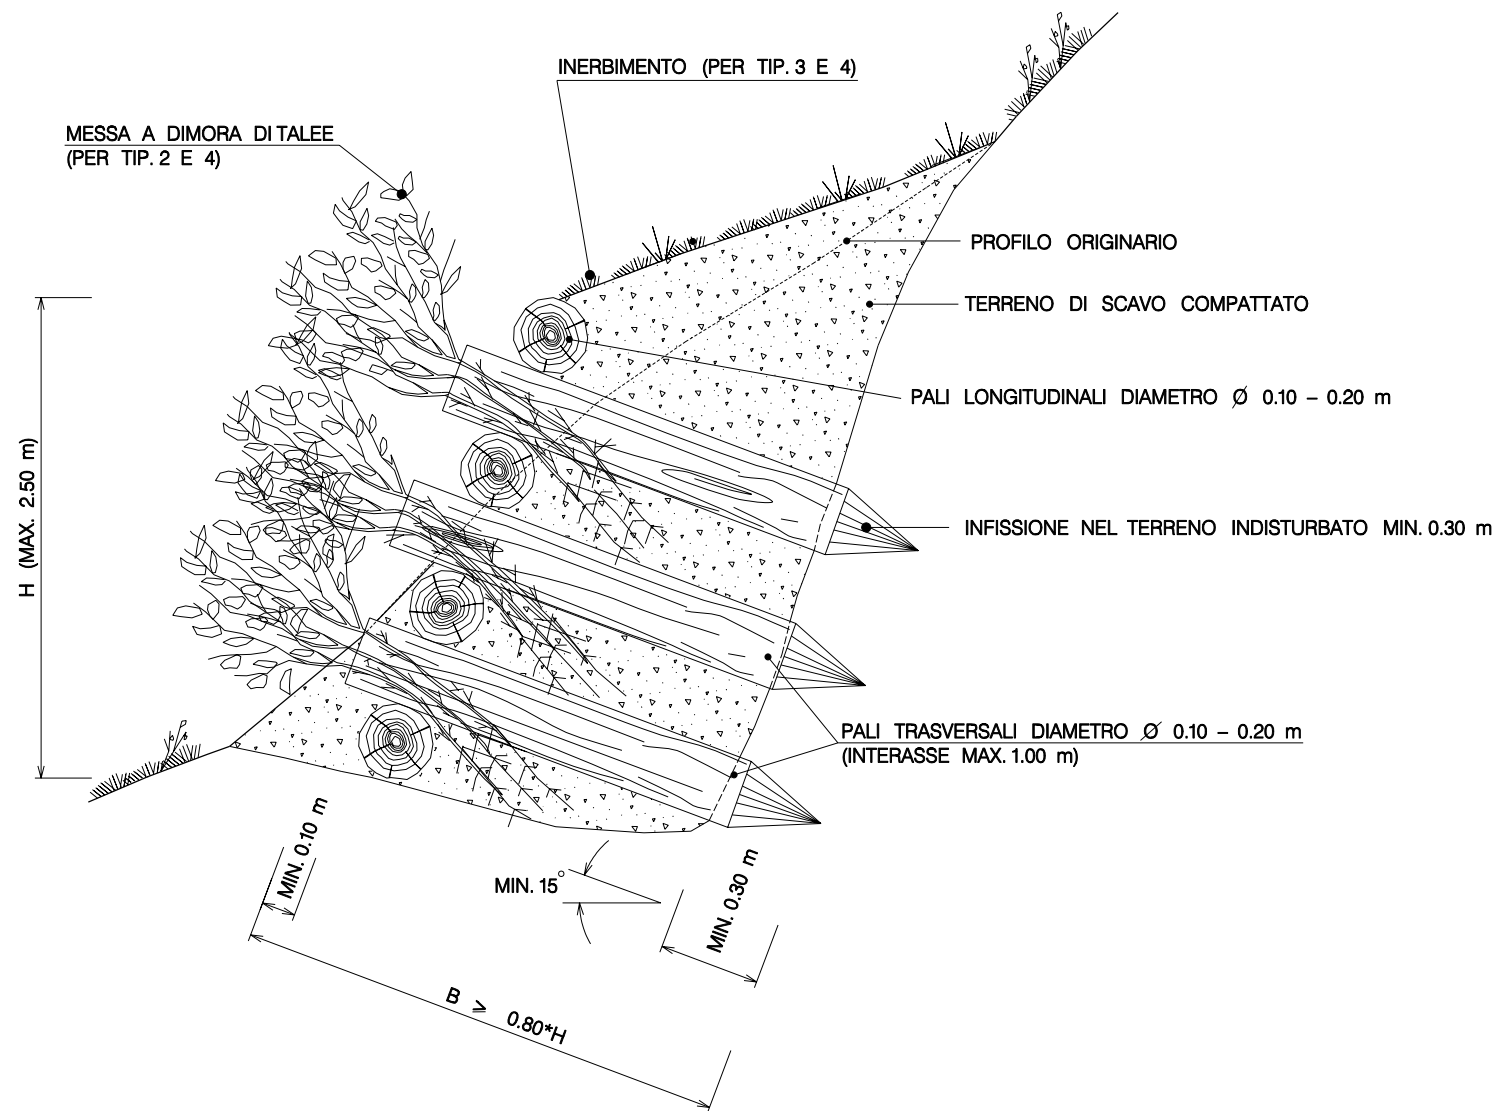 INERBIMENTO (PER TIP. 3 E 4)
MESSA A DIMORA DI TALEE
(PER TIP. 2 E 4)
PROFILO ORIGINARIO
TERRENO DI SCAVO COMPATTATO
PALI LONGITUDINALI DIAMETRO Ø 0.10 – 0.20 m
H (MAX. 2.50 m)
INFISSIONE NEL TERRENO INDISTURBATO MIN. 0.30 m
PALI TRASVERSALI DIAMETRO Ø 0.10 – 0.20 m
(INTERASSE MAX. 1.00 m)
MIN. 0.10 m
MIN. 15°
MIN. 0.30 m
B ≥ 0.80*H